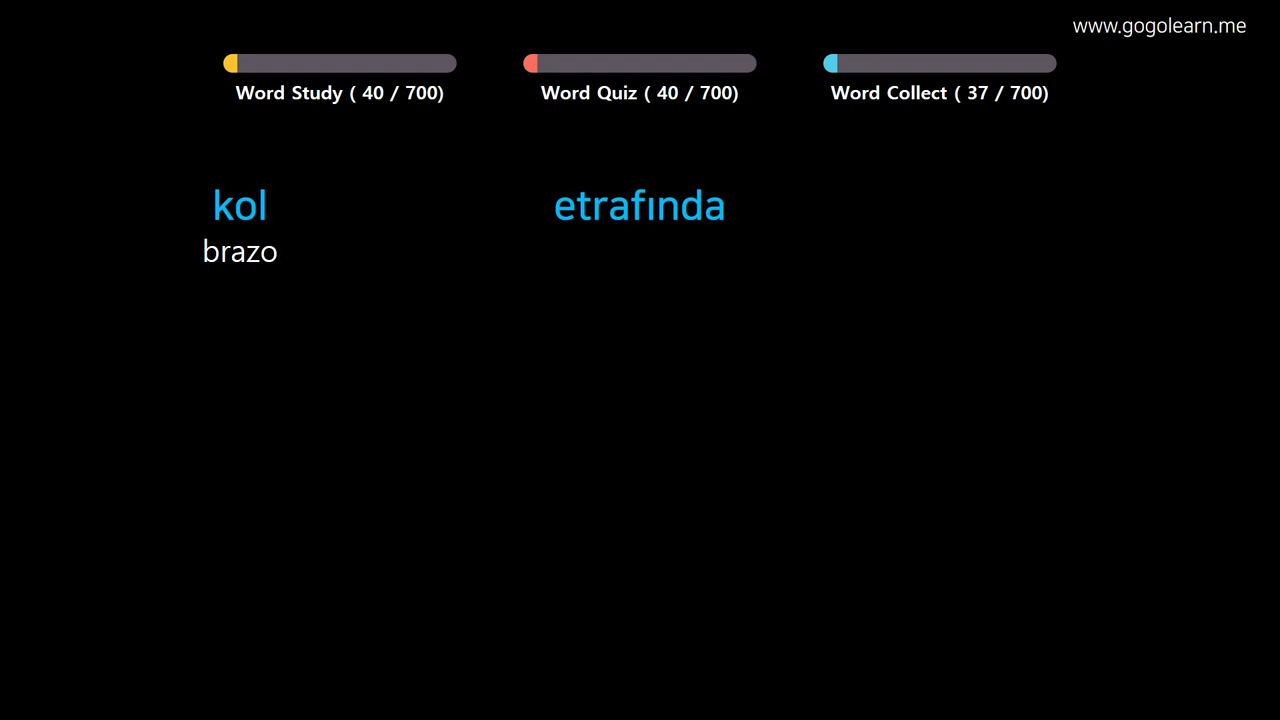 www.gogolearn.me
Word Study ( 40 / 700)
Word Quiz ( 40 / 700)
Word Collect ( 37 / 700)
kol
brazo
etrafında